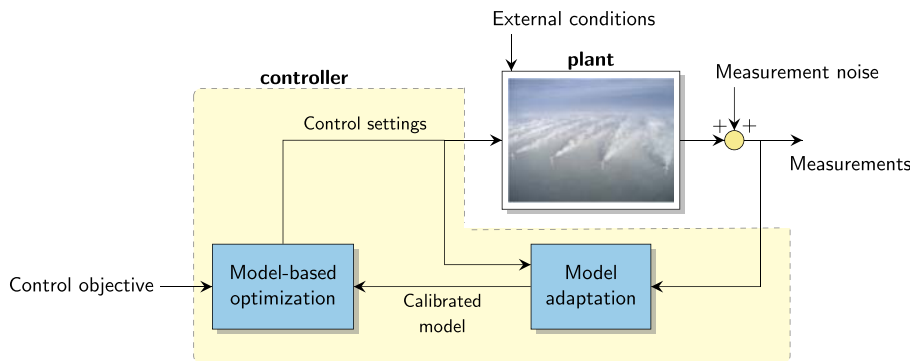 External conditions
plant
controller
Measurement noise
Control settings
+ +
Measurements
Control objective
Model-based
optimization
Model
adaptation
Calibrated
model